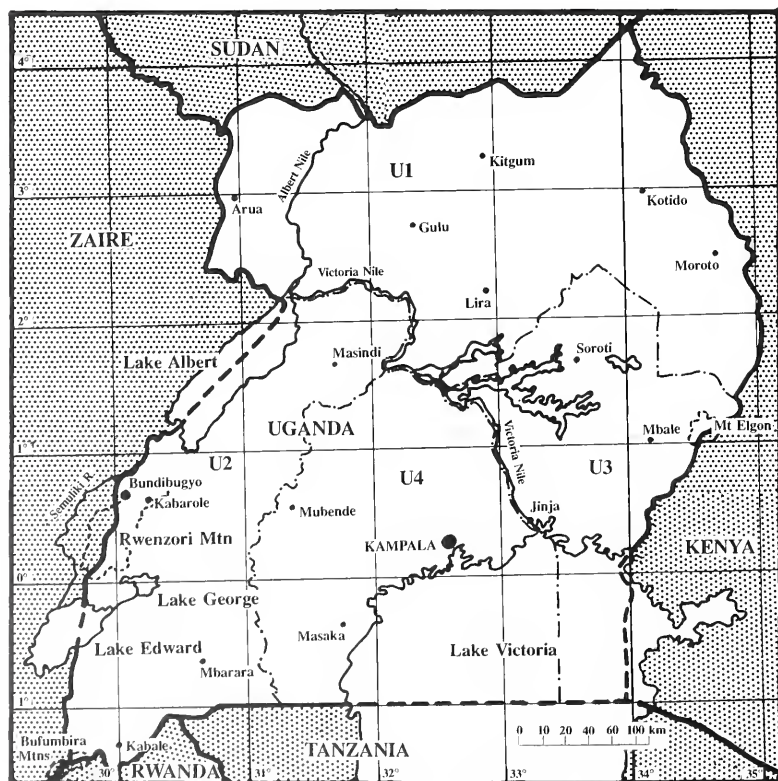 SUDAN
4°
U1
Kitgum
Albert Nile
3°
Arua
Kotido
Gulu
ZAIRE
Moroto
Victoria Nile
Lira
2°
Lake Albert
Masindi
Soroti
UGANDA
Mbale
Mt Elgon
1°
U2
U4
Victoria Nile
U3
Semuliki R.
Bundibugyo
Kabarole
Mubende
Jinja
Rwenzori Mtn
KAMPALA
KENYA
0°
Lake George
Masaka
Lake Edward
Lake Victoria
Mbarara
1°
Bufumbira
Mtns
Kabale
TANZANIA
0 20 40 60 80 100 km
RWANDA
30 31 32 33 34 35